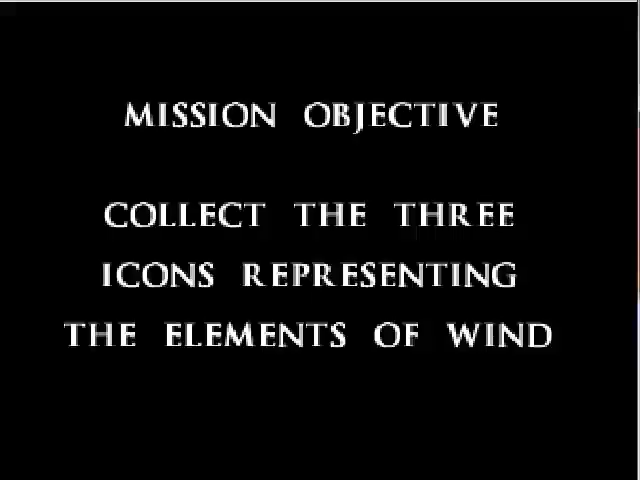 MISSION OBJECTIVE
COLLECT THE THREE
ICONS REPRESENTING
THE ELEMENTS OF WIND